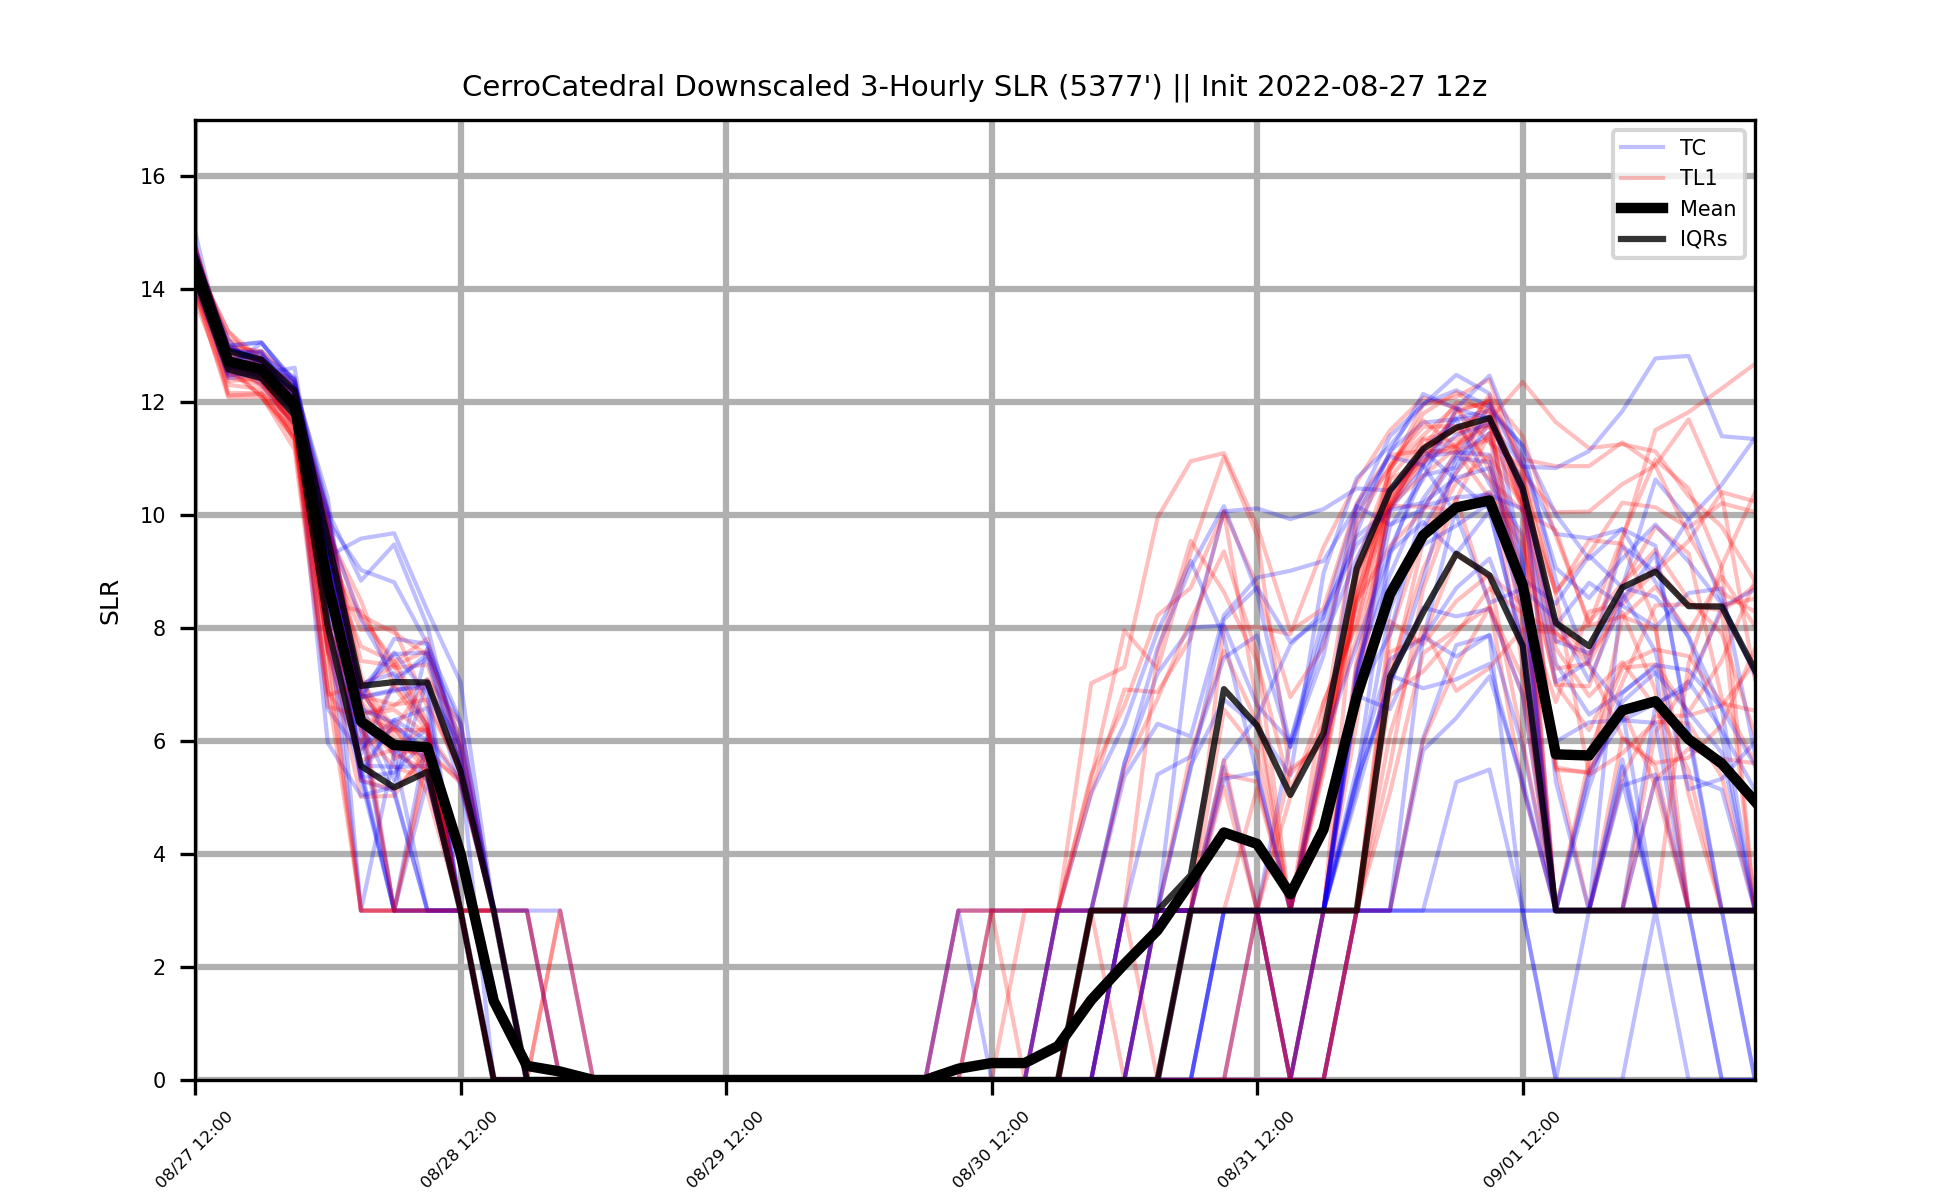 CerroCatedral Downscaled 3-Hourly SLR (5377') || Init 2022-08-27 12z
TC
TL1
Mean
IQRs
16
14
12
10
8
6
4
2
0
SLR
08/27 12:00
08/28 12:00
08/29 12:00
08/30 12:00
08/31 12:00
09/01 12:00